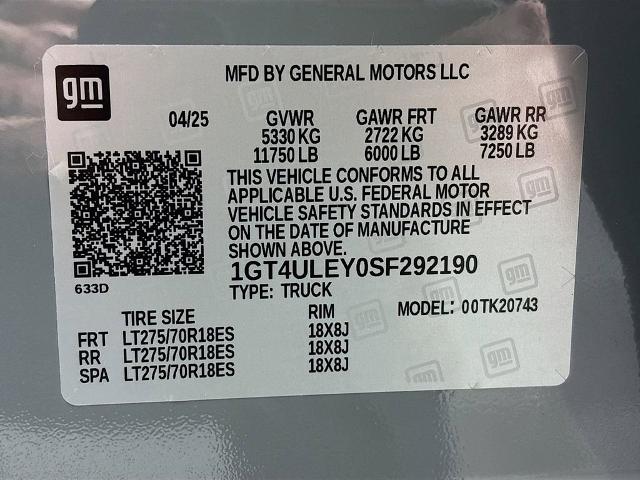 gm
MFD BY GENERAL MOTORS LLC
04/25 GVWR GAWR FRT GAWR RR
5330 KG 2722 KG 3289 KG
11750 LB 6000 LB 7250 LB
THIS VEHICLE CONFORMS TO ALL
APPLICABLE U.S. FEDERAL MOTOR
VEHICLE SAFETY STANDARDS IN EFFECT
ON THE DATE OF MANUFACTURE
SHOWN ABOVE.
633D
1GT4ULEY0SF292190
TYPE: TRUCK
MODEL: 00TK20743
TIRE SIZE RIM
FRT LT275/70R18ES 18X8J
RR LT275/70R18ES 18X8J
SPA LT275/70R18ES 18X8J